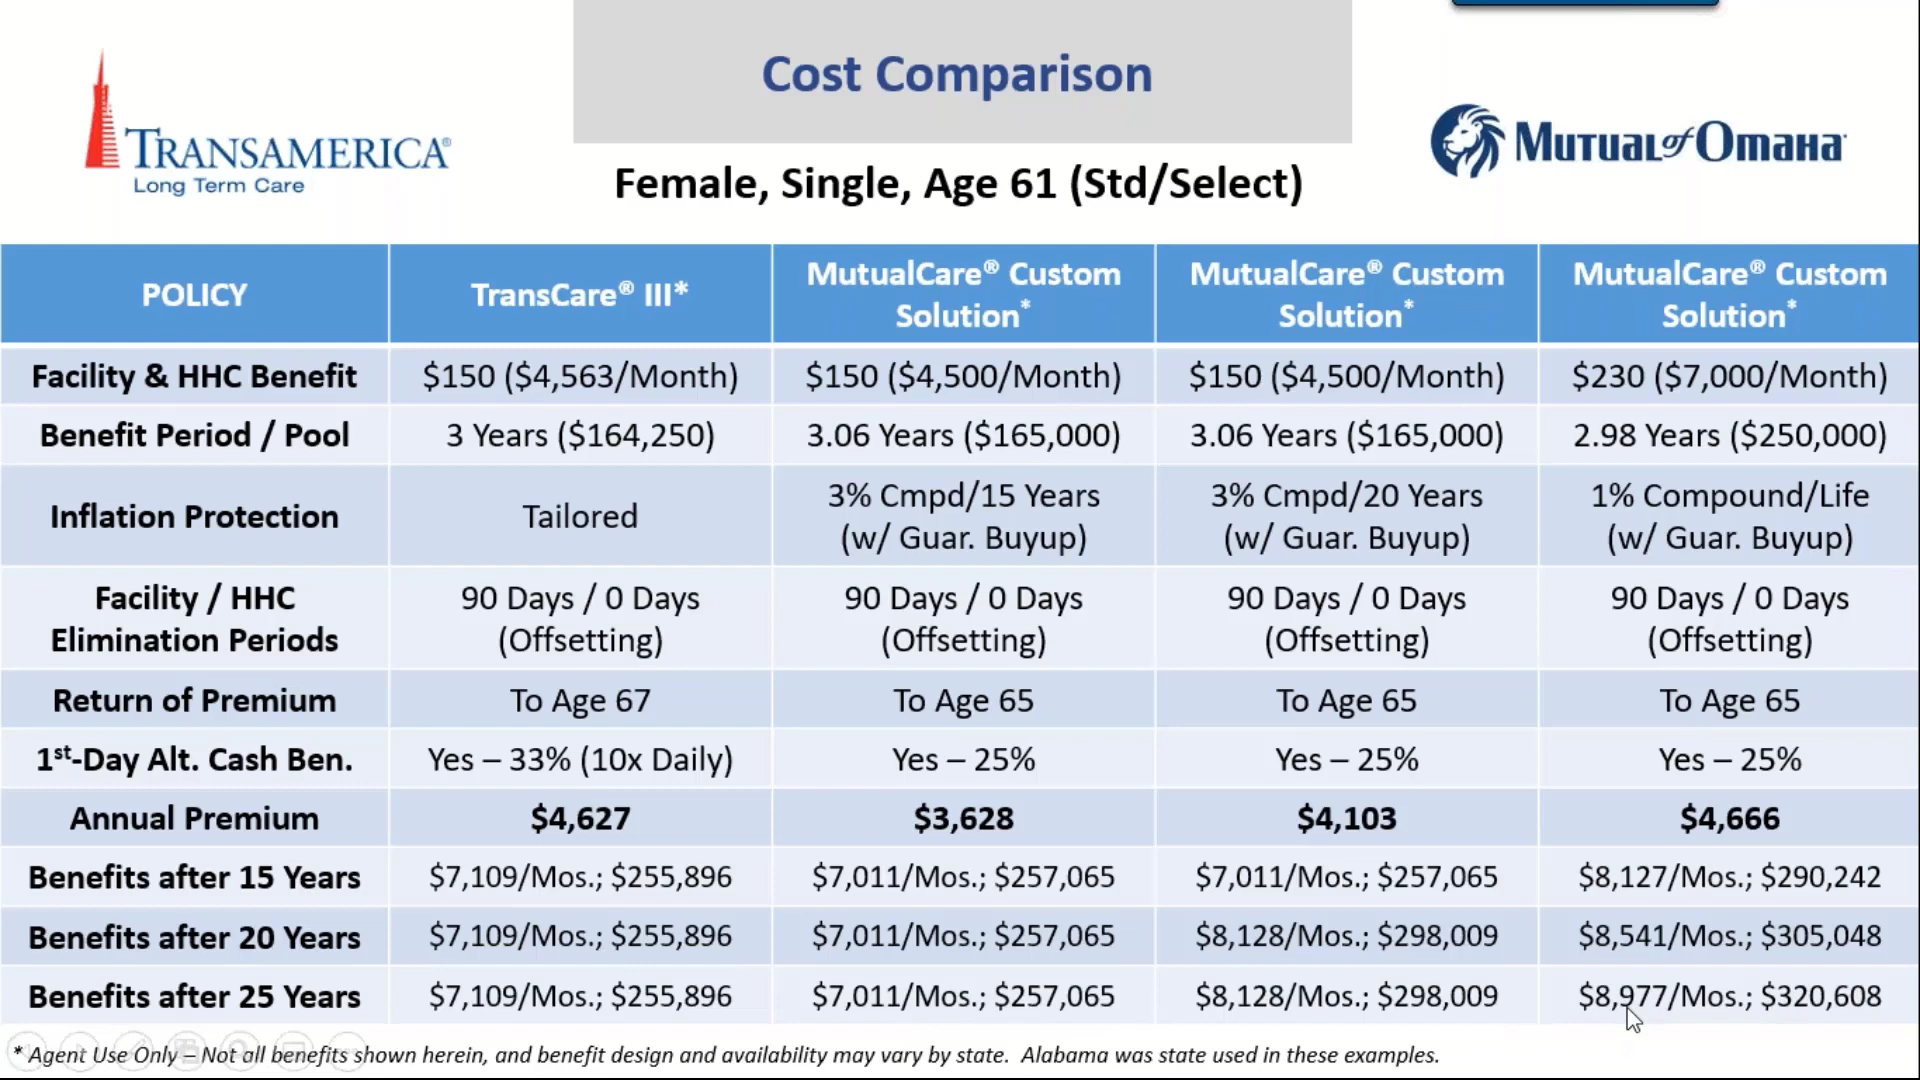 Cost Comparison
TRANSAMERICA®
Long Term Care
MUTUAL of OMAHA
Female, Single, Age 61 (Std/Select)
POLICY
TransCare® III*
MutualCare® Custom
Solution*
MutualCare® Custom
Solution*
MutualCare® Custom
Solution*
Facility & HHC Benefit
$150 ($4,563/Month)
$150 ($4,500/Month)
$150 ($4,500/Month)
$230 ($7,000/Month)
Benefit Period / Pool
3 Years ($164,250)
3.06 Years ($165,000)
3.06 Years ($165,000)
2.98 Years ($250,000)
Inflation Protection
Tailored
3% Cmpd/15 Years
(w/ Guar. Buyup)
3% Cmpd/20 Years
(w/ Guar. Buyup)
1% Compound/Life
(w/ Guar. Buyup)
Facility / HHC
Elimination Periods
90 Days / 0 Days
(Offsetting)
90 Days / 0 Days
(Offsetting)
90 Days / 0 Days
(Offsetting)
90 Days / 0 Days
(Offsetting)
Return of Premium
To Age 67
To Age 65
To Age 65
To Age 65
1st-Day Alt. Cash Ben.
Yes – 33% (10x Daily)
Yes – 25%
Yes – 25%
Yes – 25%
Annual Premium
$4,627
$3,628
$4,103
$4,666
Benefits after 15 Years
$7,109/Mos.; $255,896
$7,011/Mos.; $257,065
$7,011/Mos.; $257,065
$8,127/Mos.; $290,242
Benefits after 20 Years
$7,109/Mos.; $255,896
$7,011/Mos.; $257,065
$8,128/Mos.; $298,009
$8,541/Mos.; $305,048
Benefits after 25 Years
$7,109/Mos.; $255,896
$7,011/Mos.; $257,065
$8,128/Mos.; $298,009
$8,977/Mos.; $320,608
* Agent Use Only – Not all benefits shown herein, and benefit design and availability may vary by state.  Alabama was state used in these examples.